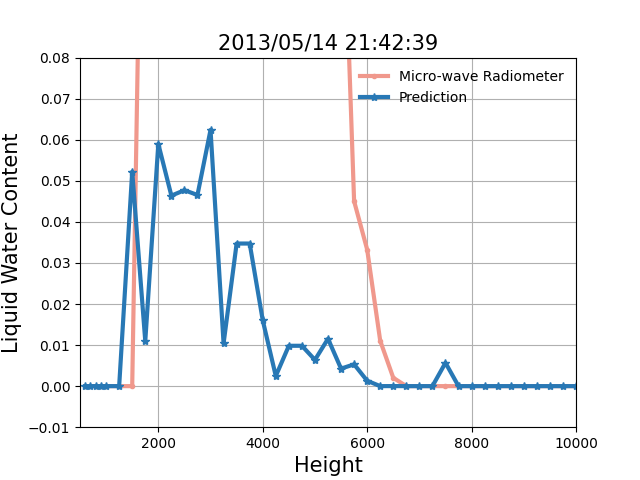 2013/05/14 21:42:39
Micro-wave Radiometer
Prediction
Liquid Water Content
0.08
0.07
0.06
0.05
0.04
0.03
0.02
0.01
0.00
−0.01
2000 4000 6000 8000 10000
Height